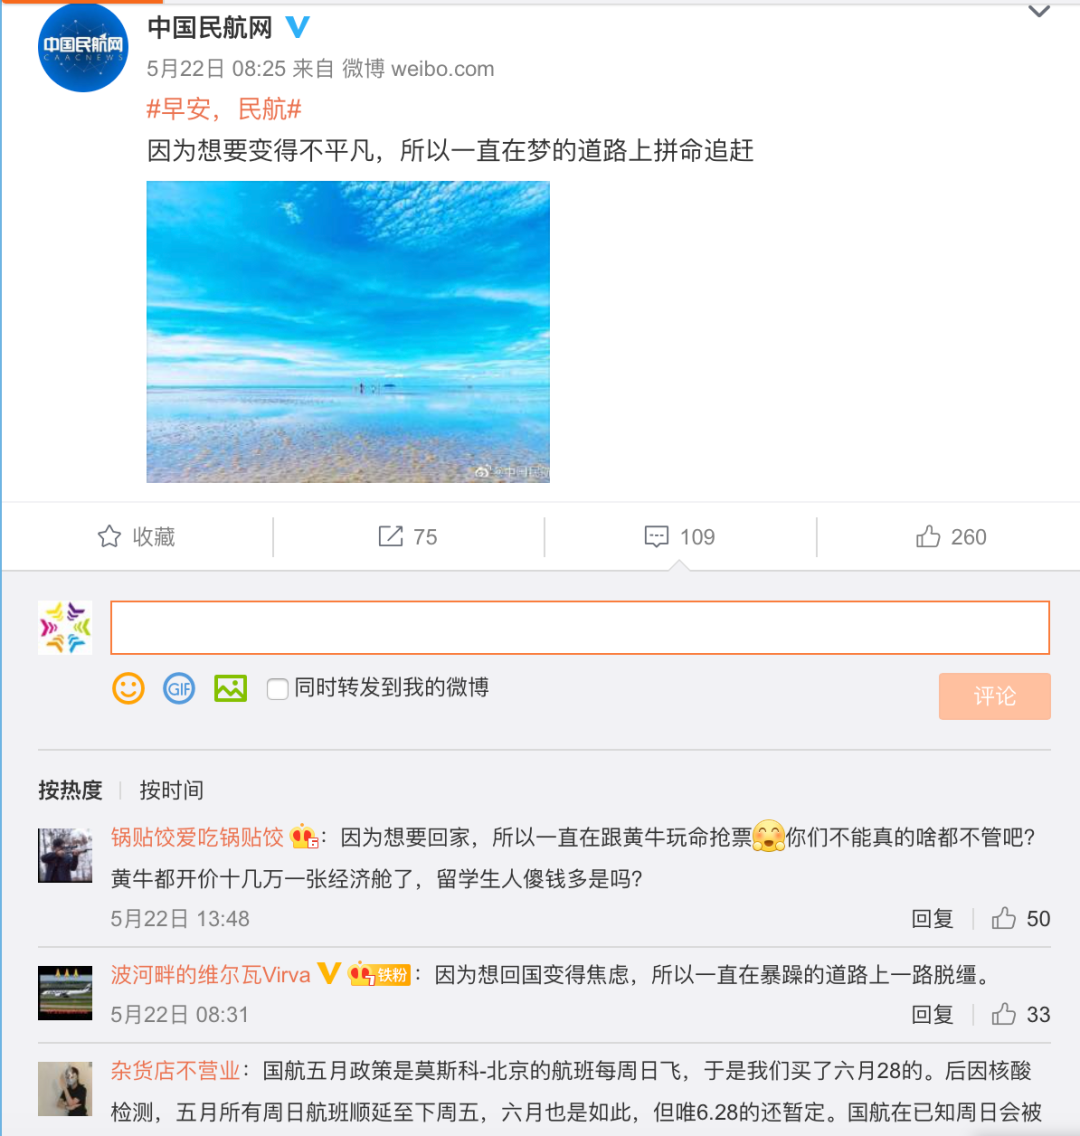 中国民航网
CAACNEWS
中国民航网
5月22日 08:25 来自 微博 weibo.com
#早安，民航#
因为想要变得不平凡，所以一直在梦的道路上拼命追赶
收藏
75
109
260
GIF
同时转发到我的微博
评论
按热度
按时间
锅贴饺爱吃锅贴饺：因为想要回家，所以一直在跟黄牛玩命抢票你们不能真的啥都不管吧？
黄牛都开价十几万一张经济舱了，留学生人傻钱多是吗？
5月22日 13:48
回复
50
波河畔的维尔瓦Virva 铁粉：因为想回国变得焦虑，所以一直在暴躁的道路上一路脱缰。
5月22日 08:31
回复
33
杂货店不营业：国航五月政策是莫斯科-北京的航班每周日飞，于是我们买了六月28的。后因核酸
检测，五月所有周日航班顺延至下周五，六月也是如此，但唯6.28的还暂定。国航在已知周日会被